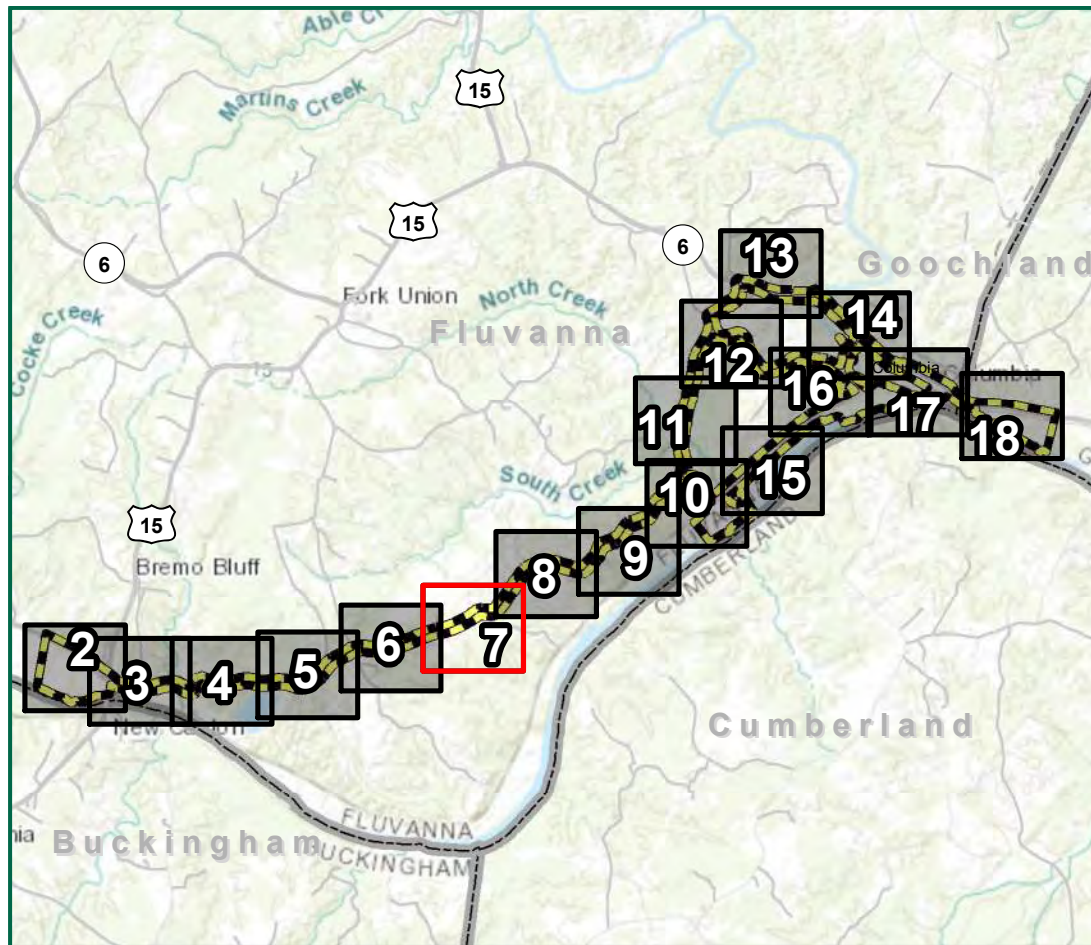 Able Cr
Martins Creek
15
15
6
6
13
Goochland
Fork Union
North Creek
Fluvanna
Cocke Creek
14
12
Columbia
Columbia
15
16
11
17
18
South Creek
10
15
15
9
CUMBERLAND
Bremo Bluff
8
7
6
2
5
3
4
Cumberland
FLUVANNA
BUCKINGHAM
Buckingham